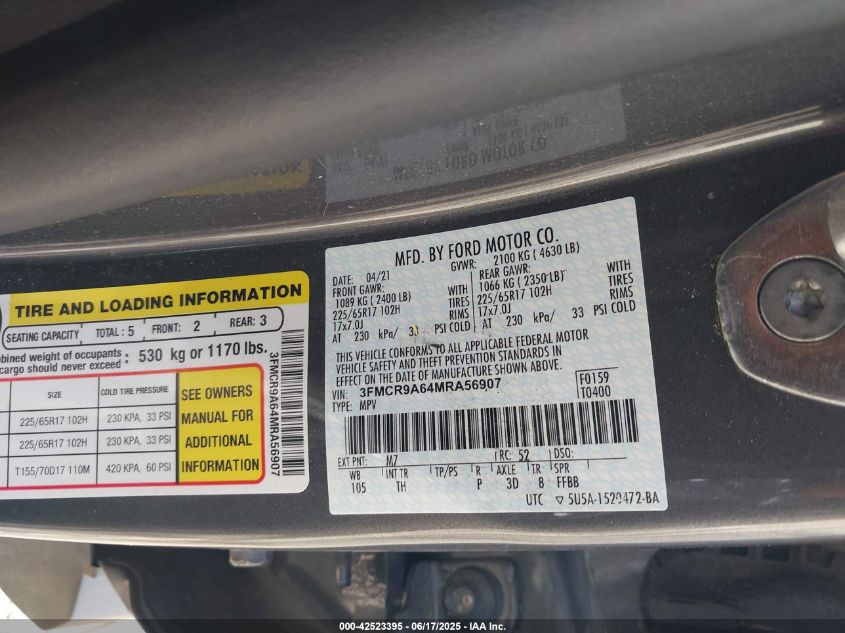 TIRE AND LOADING INFORMATION
SEATING CAPACITY TOTAL : 5 FRONT: 2 REAR: 3
weight of occupants
cargo should never exceed : 530 kg or 1170 lbs.
SIZE COLD TIRE PRESSURE SEE OWNERS
225/65R17 102H 230 KPA, 33 PSI MANUAL FOR
225/65R17 102H 230 KPA, 33 PSI ADDITIONAL
T155/70D17 110M 420 KPA, 60 PSI INFORMATION
3FMCR9A64MRA56907
MFD. BY FORD MOTOR CO.
DATE: 04/21 GVWR: 2100 KG ( 4630 LB)
FRONT GAWR: WITH REAR GAWR: WITH
1089 KG ( 2400 LB) TIRES 1066 KG ( 2350 LB) TIRES
225/65R17 102H RIMS 225/65R17 102H RIMS
17x7.0J 17x7.0J
AT 230 kPa/ 33 PSI COLD AT 230 kPa/ 33 PSI COLD
THIS VEHICLE CONFORMS TO ALL APPLICABLE FEDERAL MOTOR
VEHICLE SAFETY AND THEFT PREVENTION STANDARDS IN
EFFECT ON THE DATE OF MANUFACTURE SHOWN ABOVE.
VIN: 3FMCR9A64MRA56907 F0159
TYPE: MPV T0400
EXT PNT: M7 RC: 52 DSO:
WB INT TR TP/PS R AXLE TR SPR
105 TH P 3D 8 FFBB
UTC ▽ 5U5A-1520472-BA
000-42523395 - 06/17/2025 - IAA Inc.